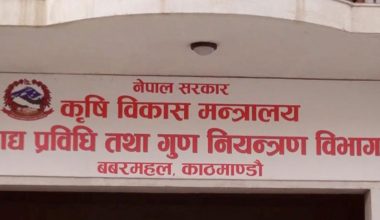 नेपाल सरकार
कृषि विकास मन्त्रालय
द्य प्रविधि तथा गुण नियन्त्रण विभाग
बबरमहल, काठमाण्डौ